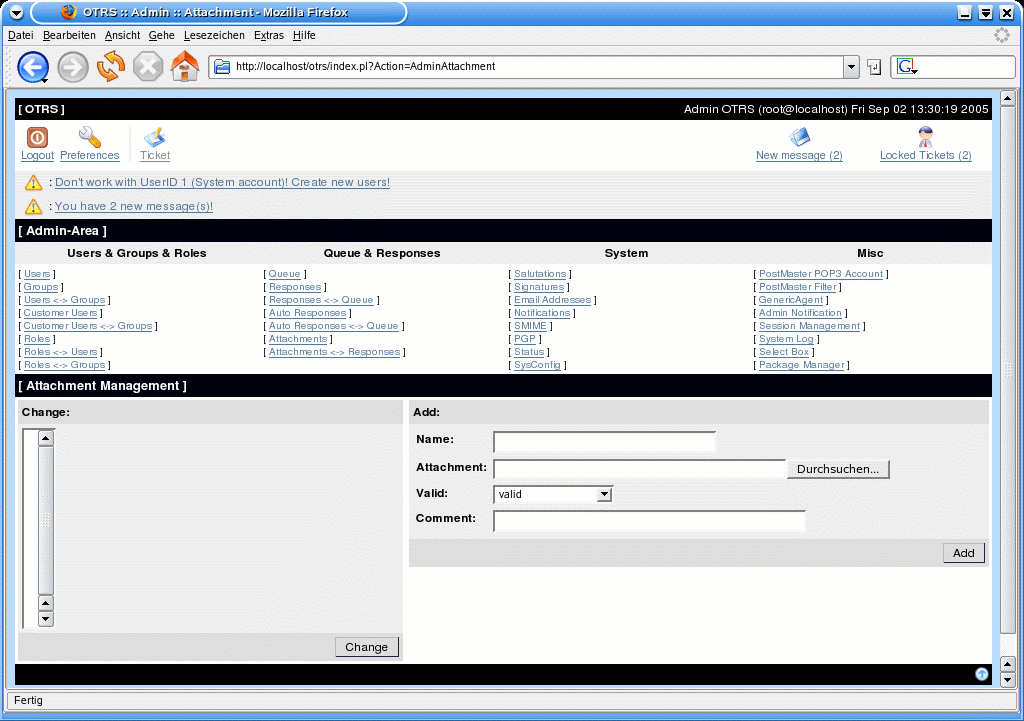 OTRS :: Admin :: Attachment - Mozilla Firefox
Datei Bearbeiten Ansicht Gehe Lesezeichen Extras Hilfe
http://localhost/otrs/index.pl?Action=AdminAttachment
G
[ OTRS ] Admin OTRS (root@localhost) Fri Sep 02 13:30:19 2005
Logout Preferences Ticket New message (2) Locked Tickets (2)
: Don't work with UserID 1 (System account)! Create new users!
: You have 2 new message(s)!
[ Admin-Area ]
Users & Groups & Roles Queue & Responses System Misc
[ Users ] [ Queue ] [ Salutations ] [ PostMaster POP3 Account ]
[ Groups ] [ Responses ] [ Signatures ] [ PostMaster Filter ]
[ Users <-> Groups ] [ Responses <-> Queue ] [ Email Addresses ] [ GenericAgent ]
[ Customer Users ] [ Auto Responses ] [ Notifications ] [ Admin Notification ]
[ Customer Users <-> Groups ] [ Auto Responses <-> Queue ] [ SMIME ] [ Session Management ]
[ Roles ] [ Attachments ] [ PGP ] [ System Log ]
[ Roles <-> Users ] [ Attachments <-> Responses ] [ Status ] [ Select Box ]
[ Roles <-> Groups ] [ SysConfig ] [ Package Manager ]
[ Attachment Management ]
Change:
Change
Add:
Name:
Attachment: Durchsuchen...
Valid: valid
Comment:
Add
Fertig